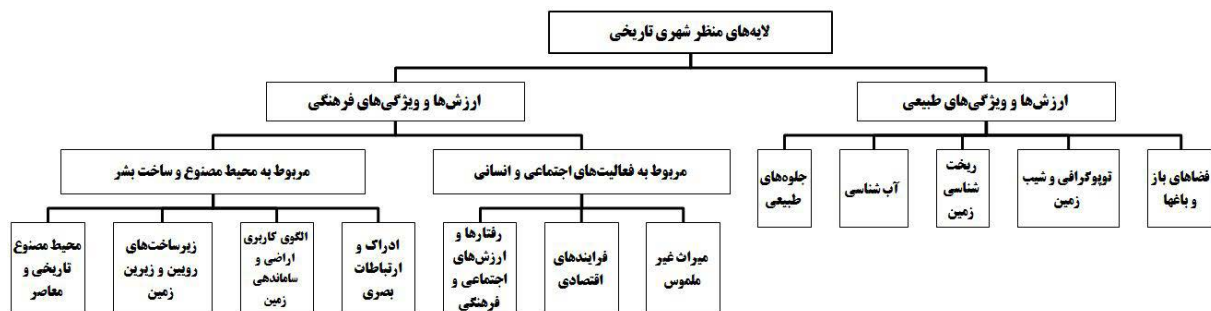 لایه‌های منظر شهری تاریخی
ارزش‌ها و ویژگی‌های طبیعی
ارزش‌ها و ویژگی‌های فرهنگی
فضاهای باز
و باغها
توپوگرافی و شیب
زمین
ریخت
شناسی
زمین
آب شناسی
جلوه‌های
طبیعی
مربوط به فعالیت‌های اجتماعی و انسانی
مربوط به محیط مصنوع و ساخت بشر
میراث غیر
ملموس
فرایندهای
اقتصادی
رفتارها و
ارزش‌های
اجتماعی و
فرهنگی
ادراک و
ارتباطات
بصری
الگوی کاربری
اراضی و
ساماندهی
زمین
زیرساخت‌های
رویین و زیرین
زمین
محیط مصنوع
تاریخی و
معاصر